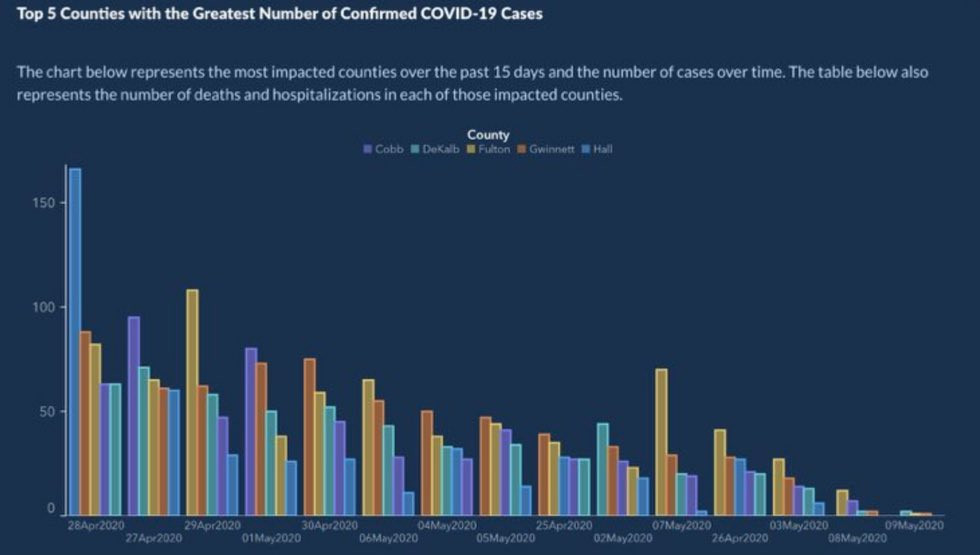 Top 5 Counties with the Greatest Number of Confirmed COVID-19 Cases
The chart below represents the most impacted counties over the past 15 days and the number of cases over time. The table below also
represents the number of deaths and hospitalizations in each of those impacted counties.
County
Cobb DeKalb Fulton Gwinnett Hall
150
100
50
0
28Apr2020 29Apr2020 30Apr2020 04May2020 25Apr2020 07May2020 03May2020 09May2020
27Apr2020 01May2020 06May2020 05May2020 02May2020 26Apr2020 08May2020